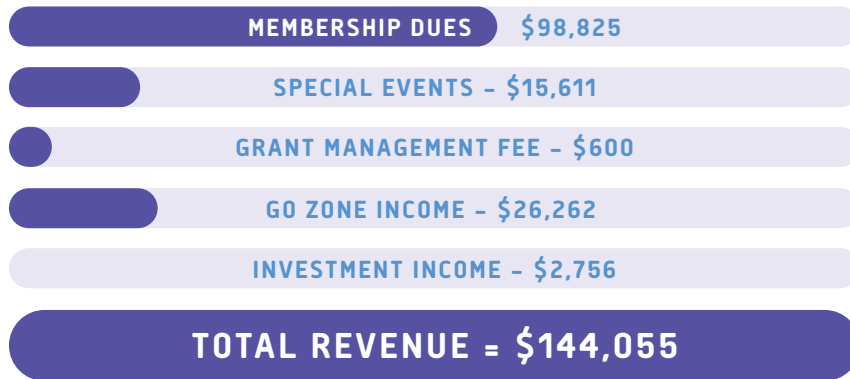 MEMBERSHIP DUES $98,825
SPECIAL EVENTS – $15,611
GRANT MANAGEMENT FEE – $600
GO ZONE INCOME – $26,262
INVESTMENT INCOME – $2,756
TOTAL REVENUE = $144,055